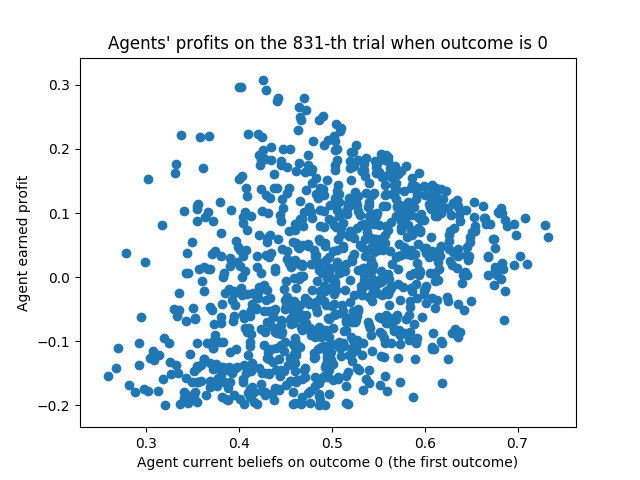 Agents' profits on the 831-th trial when outcome is 0
Agent earned profit
0.3
0.2
0.1
0.0
−0.1
−0.2
0.3 0.4 0.5 0.6 0.7
Agent current beliefs on outcome 0 (the first outcome)